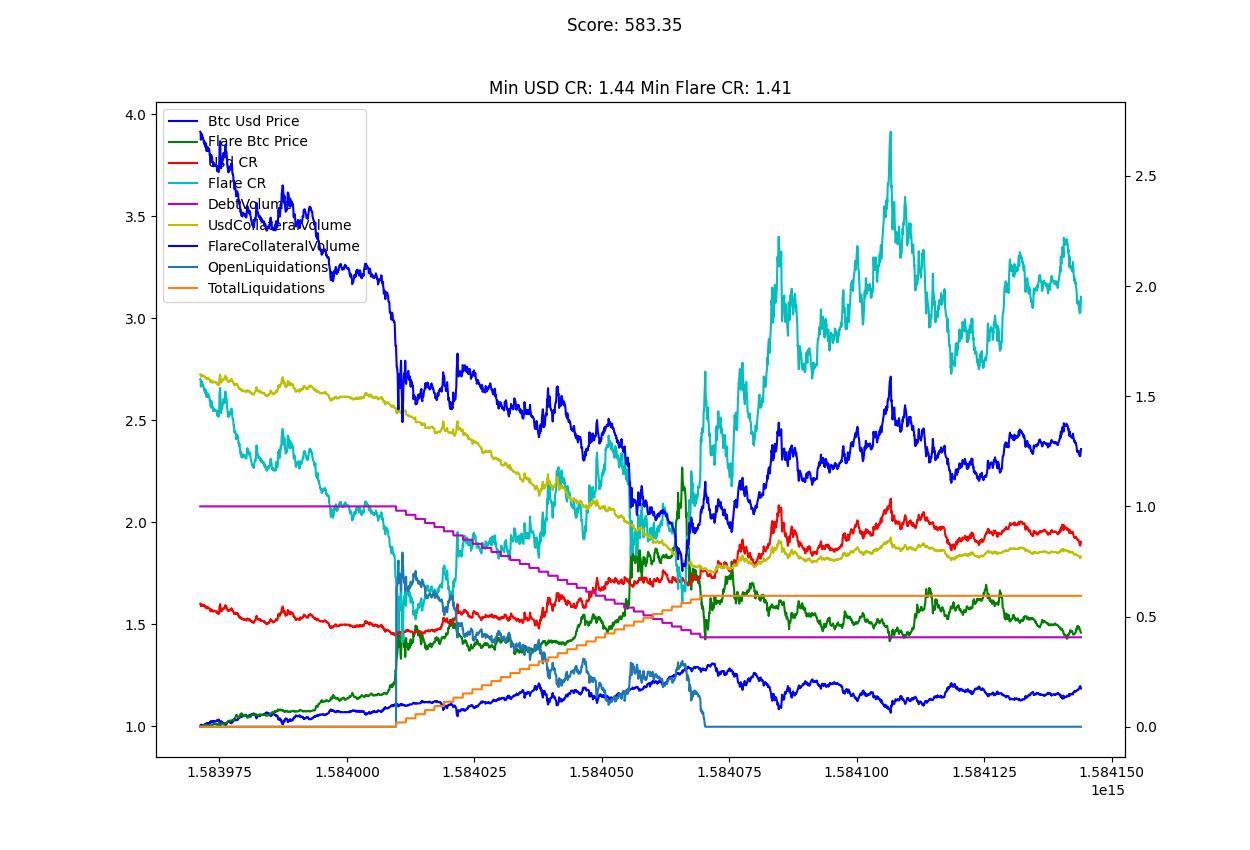 Score: 583.35
Min USD CR: 1.44 Min Flare CR: 1.41
4.0
3.5
3.0
2.5
2.0
1.5
1.0
Btc Usd Price
Flare Btc Price
Usd CR
Flare CR
DebtVolume
UsdCollateralVolume
FlareCollateralVolume
OpenLiquidations
TotalLiquidations
2.5
2.0
1.5
1.0
0.5
0.0
1.583975 1.584000 1.584025 1.584050 1.584075 1.584100 1.584125 1.584150
1e15